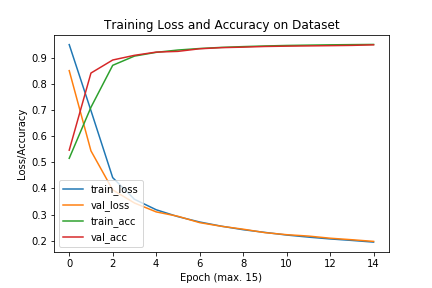 Training Loss and Accuracy on Dataset
Loss/Accuracy
0.9
0.8
0.7
0.6
0.5
0.4
0.3
0.2
train_loss
val_loss
train_acc
val_acc
0 2 4 6 8 10 12 14
Epoch (max. 15)